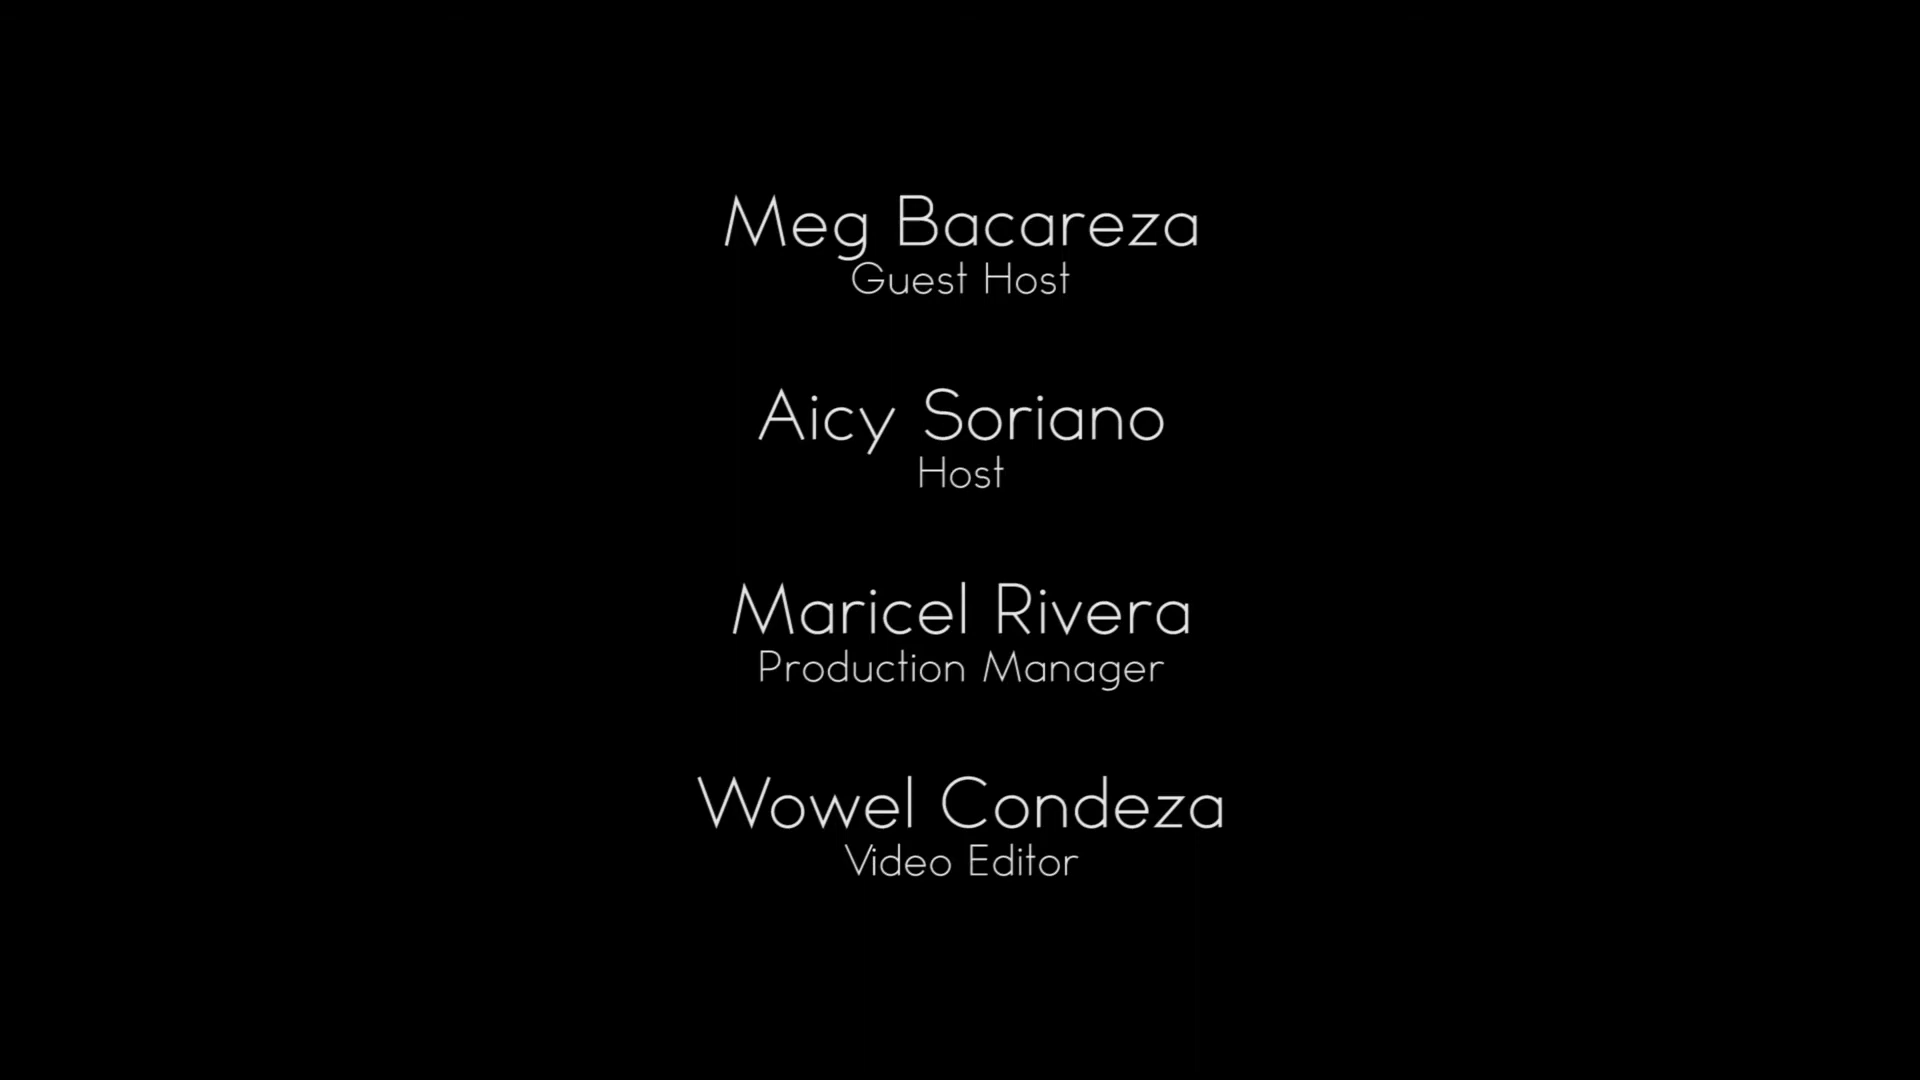 Meg Bacareza
Guest Host
Aicy Soriano
Host
Maricel Rivera
Production Manager
Wowel Condeza
Video Editor